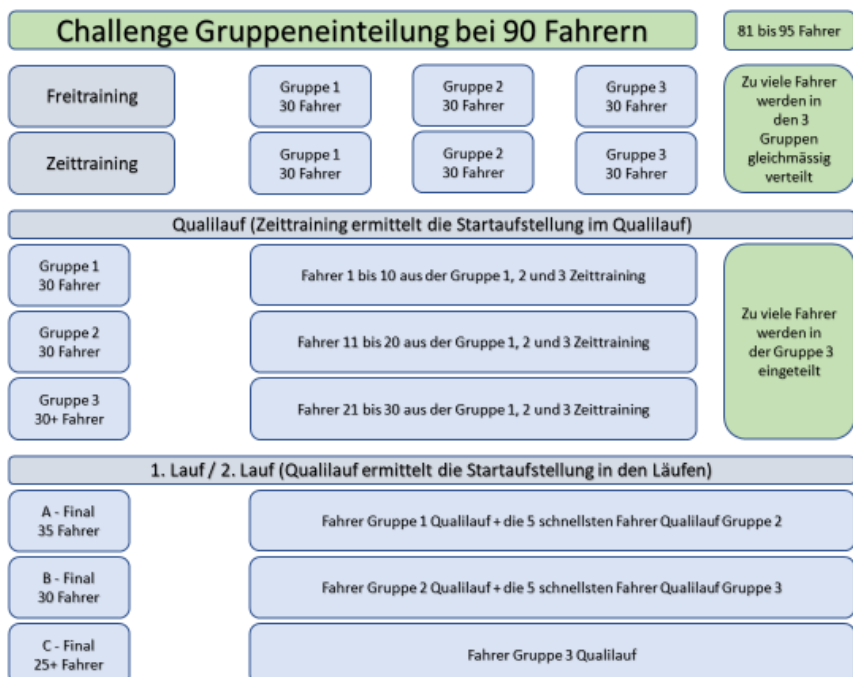 Challenge Gruppeneinteilung bei 90 Fahrern
81 bis 95 Fahrer
Freitraining
Gruppe 1
30 Fahrer
Gruppe 2
30 Fahrer
Gruppe 3
30 Fahrer
Zu viele Fahrer
werden in
den 3
Gruppen
gleichmässig
verteilt
Zeittraining
Gruppe 1
30 Fahrer
Gruppe 2
30 Fahrer
Gruppe 3
30 Fahrer
Qualilauf (Zeittraining ermittelt die Startaufstellung im Qualilauf)
Gruppe 1
30 Fahrer
Fahrer 1 bis 10 aus der Gruppe 1, 2 und 3 Zeittraining
Gruppe 2
30 Fahrer
Fahrer 11 bis 20 aus der Gruppe 1, 2 und 3 Zeittraining
Gruppe 3
30+ Fahrer
Fahrer 21 bis 30 aus der Gruppe 1, 2 und 3 Zeittraining
Zu viele Fahrer
werden in
der Gruppe 3
eingeteilt
1. Lauf / 2. Lauf (Qualilauf ermittelt die Startaufstellung in den Läufen)
A - Final
35 Fahrer
Fahrer Gruppe 1 Qualilauf + die 5 schnellsten Fahrer Qualilauf Gruppe 2
B - Final
30 Fahrer
Fahrer Gruppe 2 Qualilauf + die 5 schnellsten Fahrer Qualilauf Gruppe 3
C - Final
25+ Fahrer
Fahrer Gruppe 3 Qualilauf